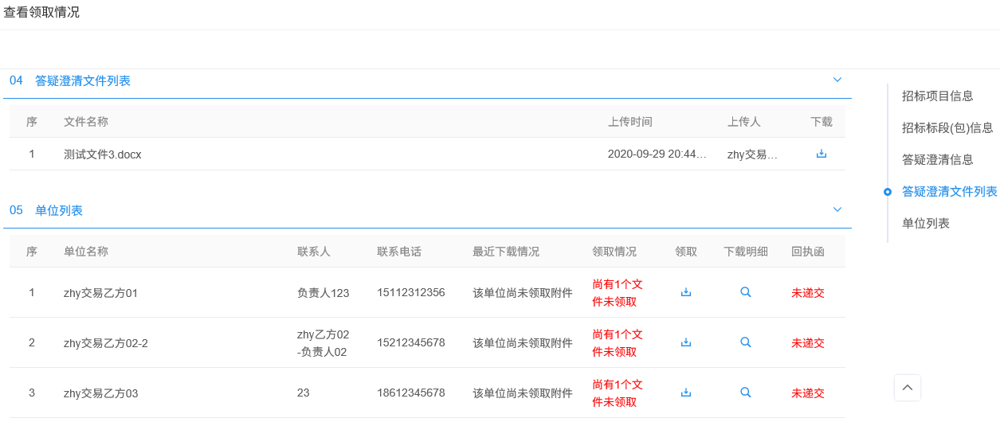 查看领取情况
04 答疑澄清文件列表
序 文件名称 上传时间 上传人 下载
1 测试文件3.docx 2020-09-29 20:44... zhy交易...
05 单位列表
序 单位名称 联系人 联系电话 最近下载情况 领取情况 领取 下载明细 回执函
1 zhy交易乙方01 负责人123 15112312356 该单位尚未领取附件 尚有1个文
件未领取 未递交
2 zhy交易乙方02-2 zhy乙方02
-负责人02 15212345678 该单位尚未领取附件 尚有1个文
件未领取 未递交
3 zhy交易乙方03 23 18612345678 该单位尚未领取附件 尚有1个文
件未领取 未递交
招标项目信息
招标标段(包)信息
答疑澄清信息
答疑澄清文件列表
单位列表